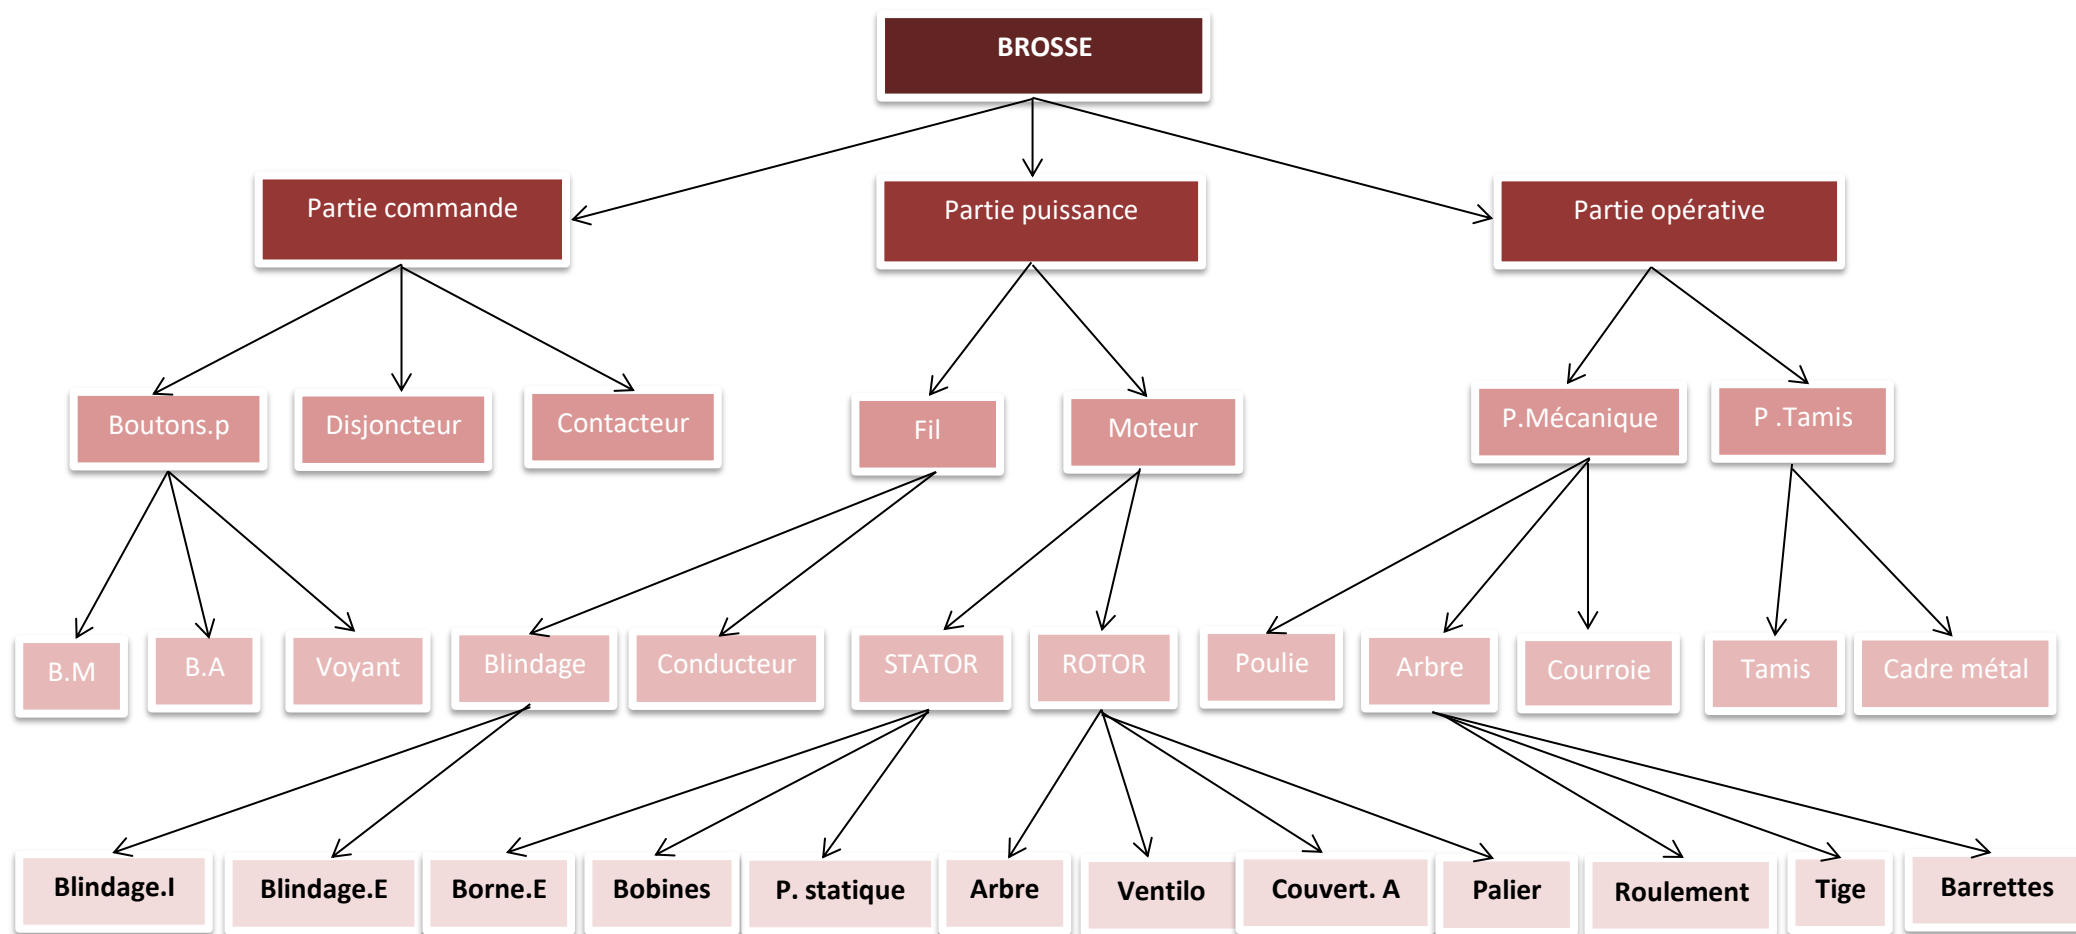 BROSSE
Partie commande
Partie puissance
Partie opérative
Boutons.p
Disjoncteur
Contacteur
Fil
Moteur
P.Mécanique
P .Tamis
B.M
B.A
Voyant
Blindage
Conducteur
STATOR
ROTOR
Poulie
Arbre
Courroie
Tamis
Cadre métal
Blindage.I
Blindage.E
Borne.E
Bobines
P. statique
Arbre
Ventilo
Couvert. A
Palier
Roulement
Tige
Barrettes